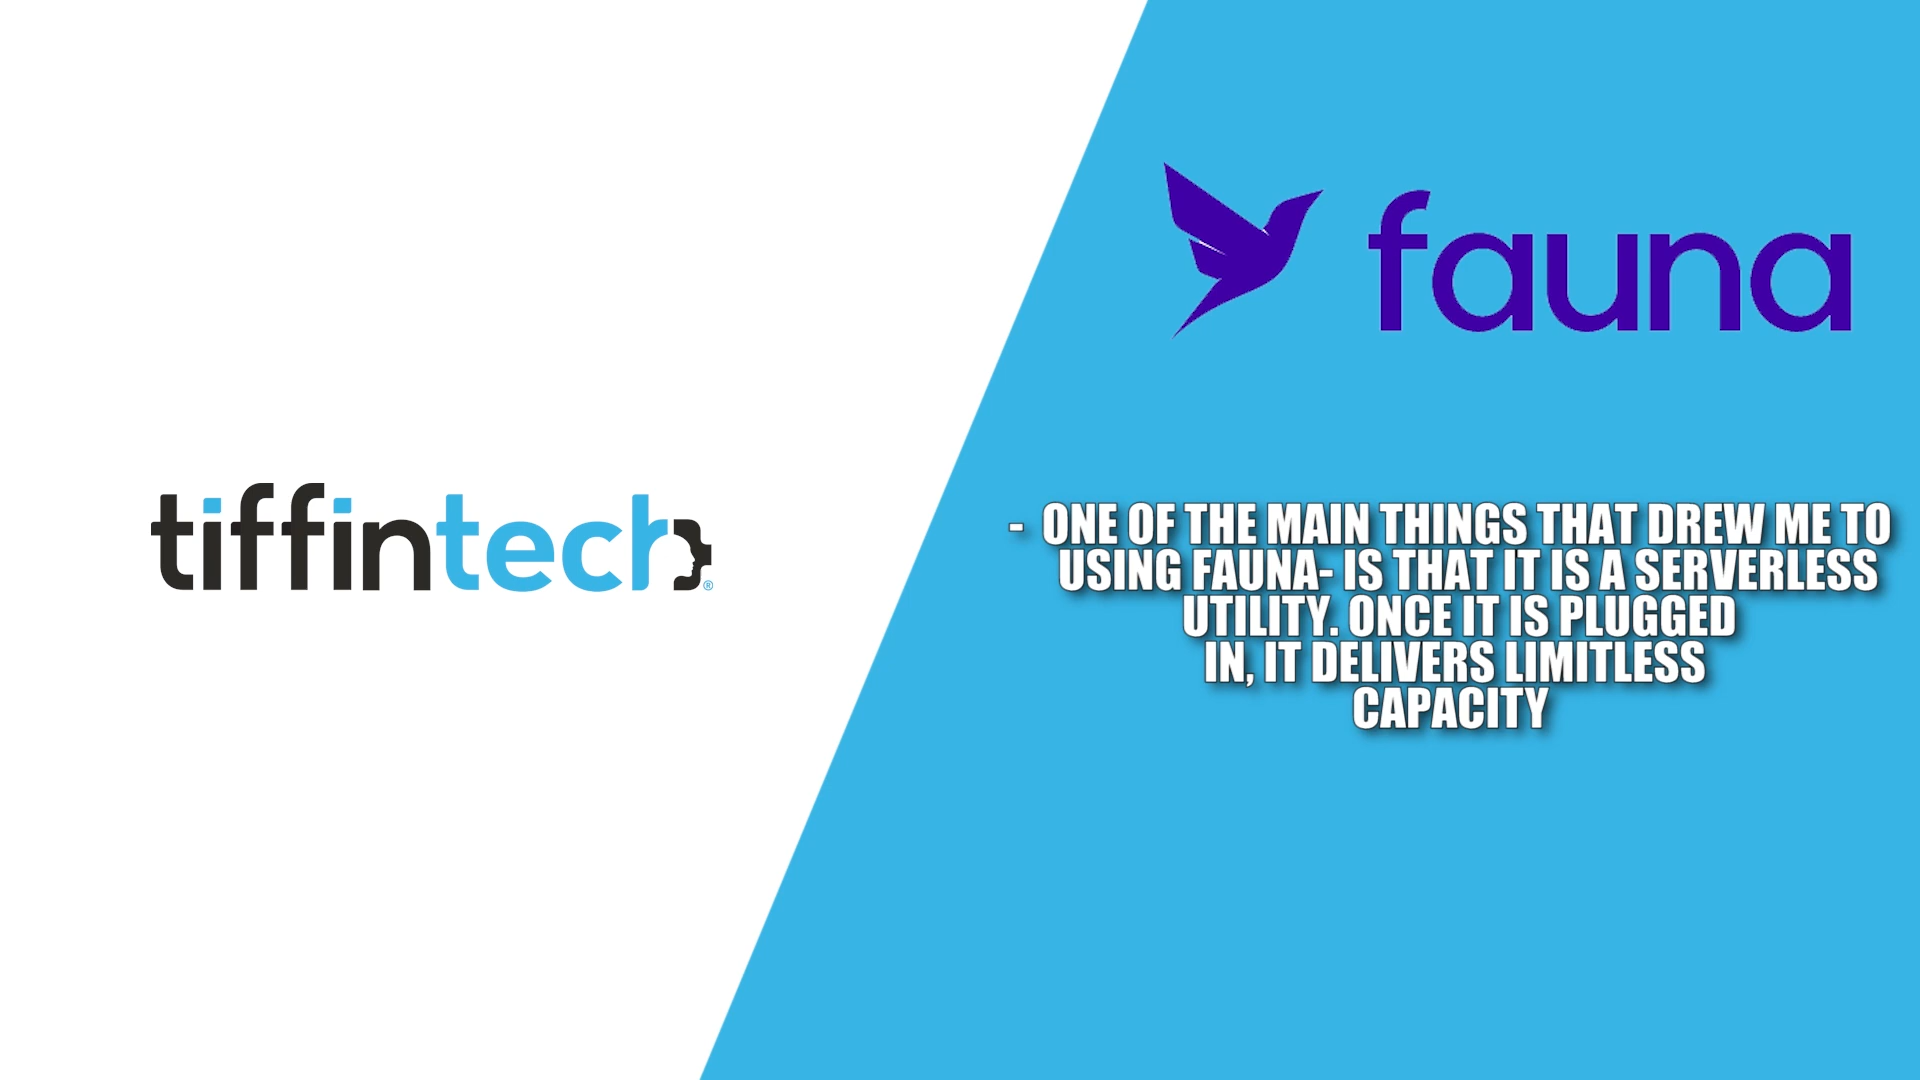 tiffintech®
fauna
- ONE OF THE MAIN THINGS THAT DREW ME TO
USING FAUNA- IS THAT IT IS A SERVERLESS
UTILITY. ONCE IT IS PLUGGED
IN, IT DELIVERS LIMITLESS
CAPACITY